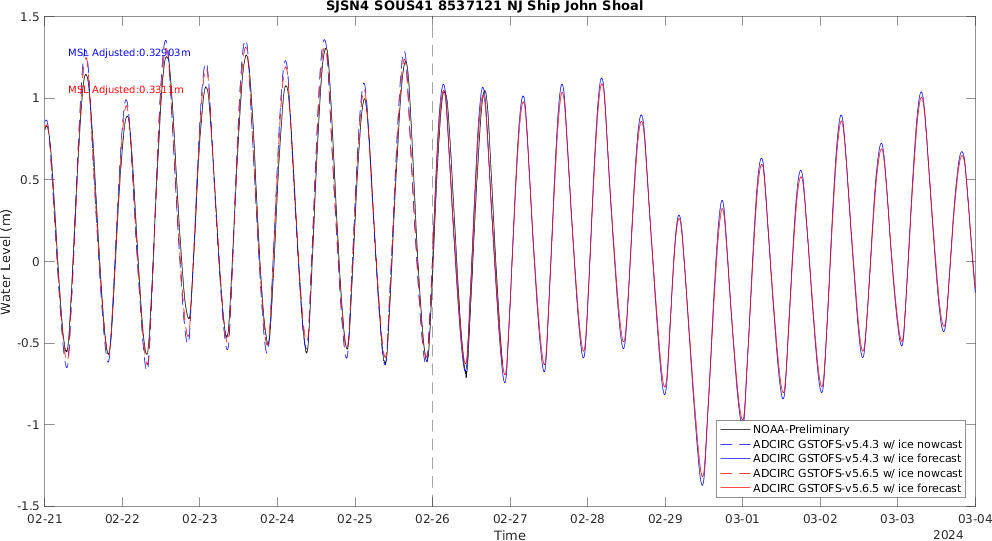 SJSN4 SOUS41 8537121 NJ Ship John Shoal
1.5
1
0.5
0
-0.5
-1
-1.5
Water Level (m)
MSL Adjusted:0.32903m
MSL Adjusted:0.3311m
NOAA-Preliminary
ADCIRC GSTOFS-v5.4.3 w/ ice nowcast
ADCIRC GSTOFS-v5.4.3 w/ ice forecast
ADCIRC GSTOFS-v5.6.5 w/ ice nowcast
ADCIRC GSTOFS-v5.6.5 w/ ice forecast
02-21 02-22 02-23 02-24 02-25 02-26 02-27 02-28 02-29 03-01 03-02 03-03 03-04
Time
2024